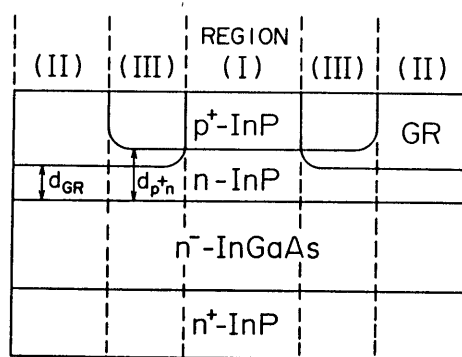 REGION
(II) (III) (I) (III) (II)
p⁺-InP GR
d_GR d_p⁺n n-InP
n⁻-InGaAs
n⁺-InP